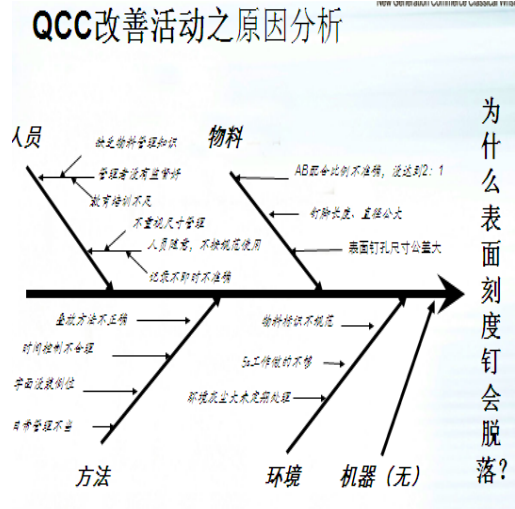 New Generation Commerce Classical
QCC改善活动之原因分析
人员
物料
缺乏物料管理知识
管理者没有监管好
教育培训不足
不重视尺寸管理
人员随意，不按规范使用
记录不即时不准确
AB配合比例不准确，没达到2：1
钉脚长度、直径公大
表面钉孔尺寸公差大
为什么表面刻度钉会脱落？
叠放方法不正确
时间控制不合理
字面没装倒位
日常管理不当
物料标识不规范
5s工作做的不够
环境灰尘大未定期处理
方法
环境
机器（无）